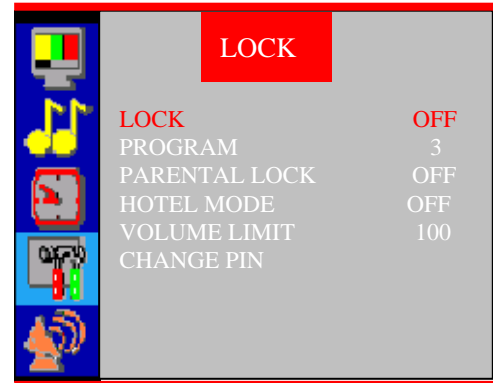 LOCK
LOCK OFF
PROGRAM 3
PARENTAL LOCK OFF
HOTEL MODE OFF
VOLUME LIMIT 100
CHANGE PIN